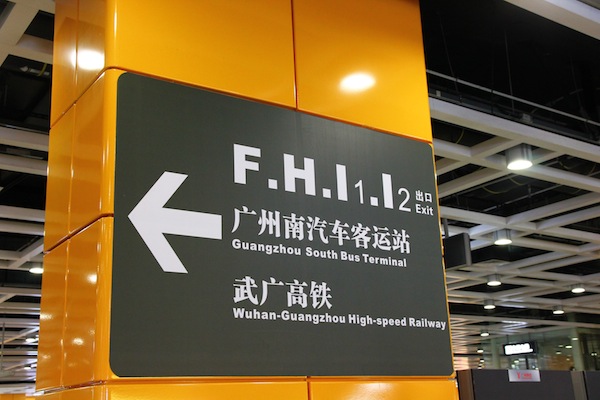 F.H.I1.I2 出口
Exit
广州南汽车客运站
Guangzhou South Bus Terminal
武广高铁
Wuhan-Guangzhou High-speed Railway